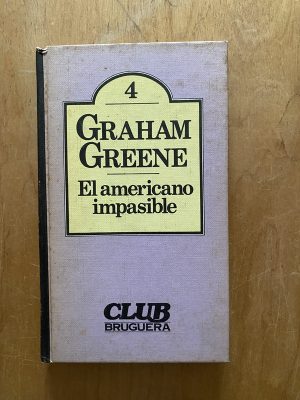 4
GRAHAM
GREENE
El americano
impasible
CLUB
BRUGUERA